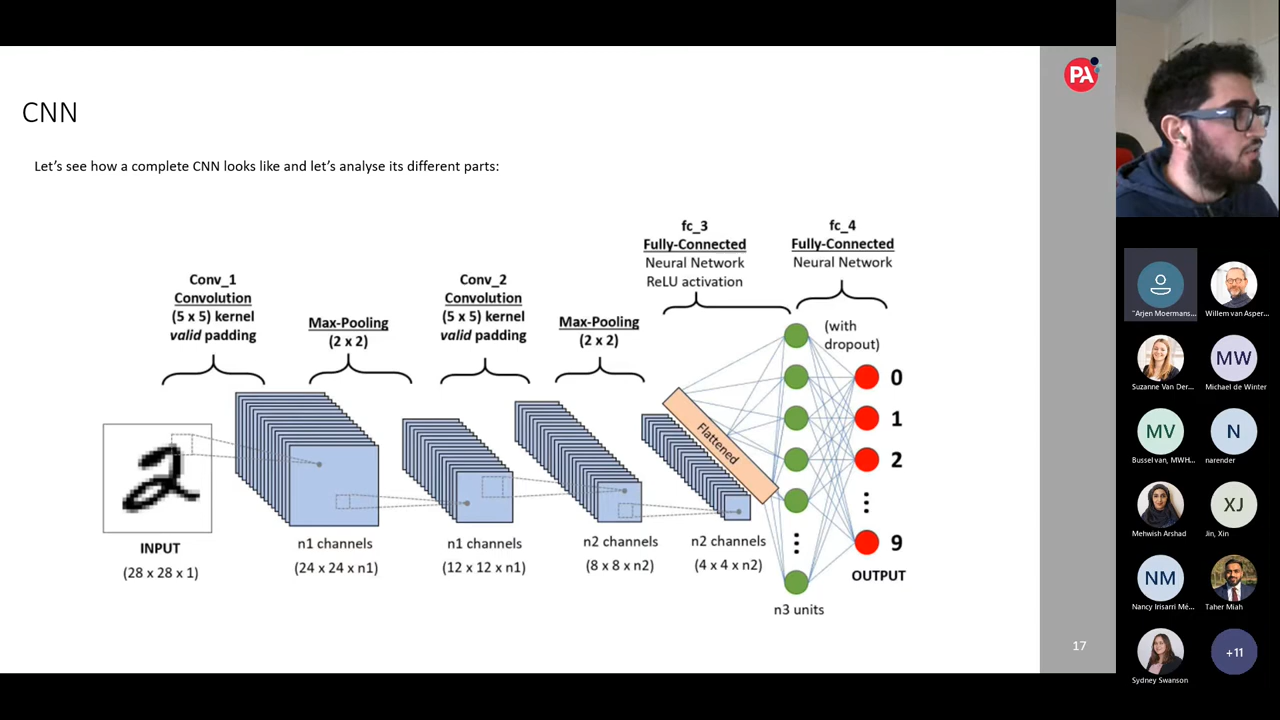 PA
CNN
Let's see how a complete CNN looks like and let's analyse its different parts:
Conv_1
Convolution
(5 x 5) kernel
valid padding
Max-Pooling
(2 x 2)
Conv_2
Convolution
(5 x 5) kernel
valid padding
Max-Pooling
(2 x 2)
fc_3
Fully-Connected
Neural Network
ReLU activation
fc_4
Fully-Connected
Neural Network
(with
dropout)
2
Flattened
0
1
2
9
OUTPUT
INPUT
(28 x 28 x 1)
n1 channels
(24 x 24 x n1)
n1 channels
(12 x 12 x n1)
n2 channels
(8 x 8 x n2)
n2 channels
(4 x 4 x n2)
n3 units
17
"Arjen Moermans...
Willem van Asper...
Suzanne Van Der...
MW
Michael de Winter
MV
Bussel van, MWH...
N
narender
Mehwish Arshad
XJ
Jin, Xin
NM
Nancy Irisarri Mé...
Taher Miah
Sydney Swanson
+11